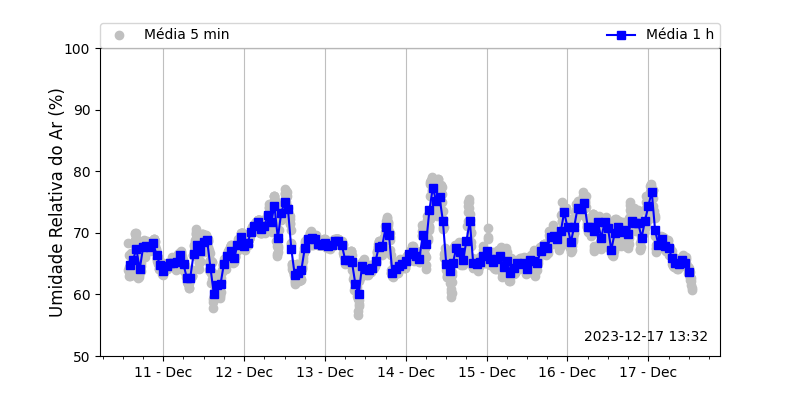 Média 5 min
Média 1 h
Umidade Relativa do Ar (%)
100
90
80
70
60
50
2023-12-17 13:32
11 - Dec
12 - Dec
13 - Dec
14 - Dec
15 - Dec
16 - Dec
17 - Dec